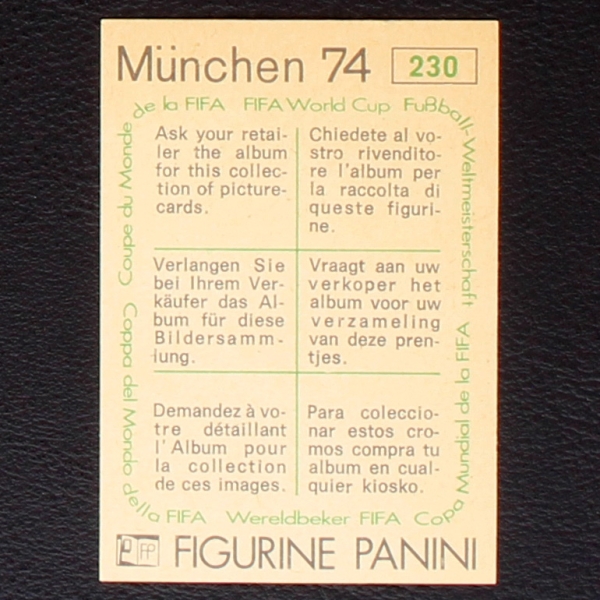 München 74 230
de la FIFA FIFA World Cup Fußball-Weltmeisterschaft
Ask your retai-
ler the album
for this collec-
tion of picture-
cards.
Chiedete al vo-
stro rivendito-
re l'album per
la raccolta di
queste figuri-
ne.
Verlangen Sie
bei Ihrem Ver-
käufer das Al-
bum für diese
Bildersamm-
lung.
Vraagt aan uw
verkoper het
album voor uw
verzameling
van deze pren-
tjes.
Demandez à vo-
tre détaillant
l'Album pour
la collection
de ces images.
Para coleccio-
nar estos cro-
mos compra tu
album en cual-
quier kiosko.
Coupe du Monde
Coppa del Mondo
della FIFA Wereldbeker FIFA Copa Mundial de la FIFA
FP FIGURINE PANINI